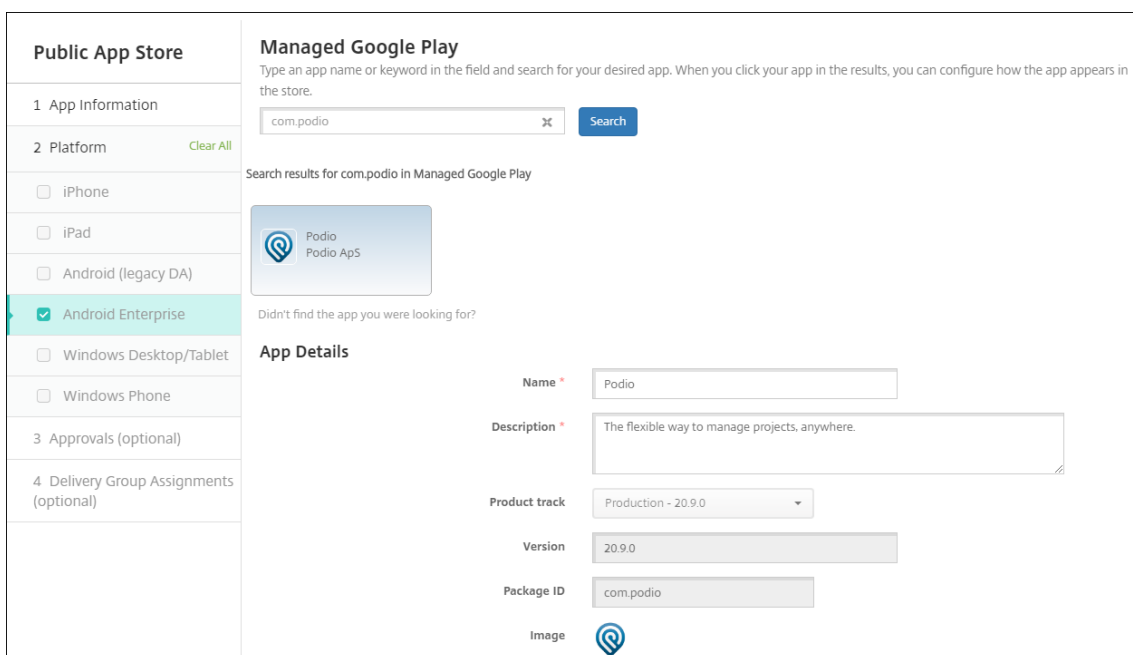 Public App Store
1 App Information
2 Platform
Clear All
iPhone
iPad
Android (legacy DA)
Android Enterprise
Windows Desktop/Tablet
Windows Phone
3 Approvals (optional)
4 Delivery Group Assignments
(optional)
Managed Google Play
Type an app name or keyword in the field and search for your desired app. When you click your app in the results, you can configure how the app appears in
the store.
com.podio
Search
Search results for com.podio in Managed Google Play
Podio
Podio ApS
Didn't find the app you were looking for?
App Details
Name *
Podio
Description *
The flexible way to manage projects, anywhere.
Product track
Production - 20.9.0
Version
20.9.0
Package ID
com.podio
Image